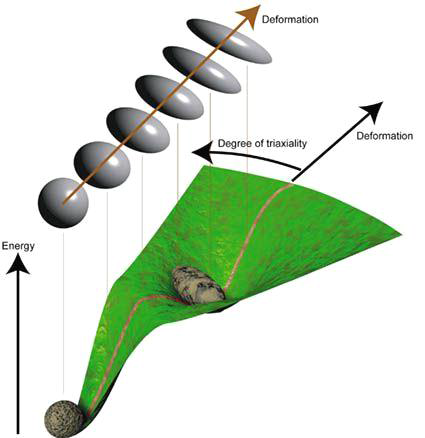 Deformation
Degree of triaxiality
Deformation
Energy